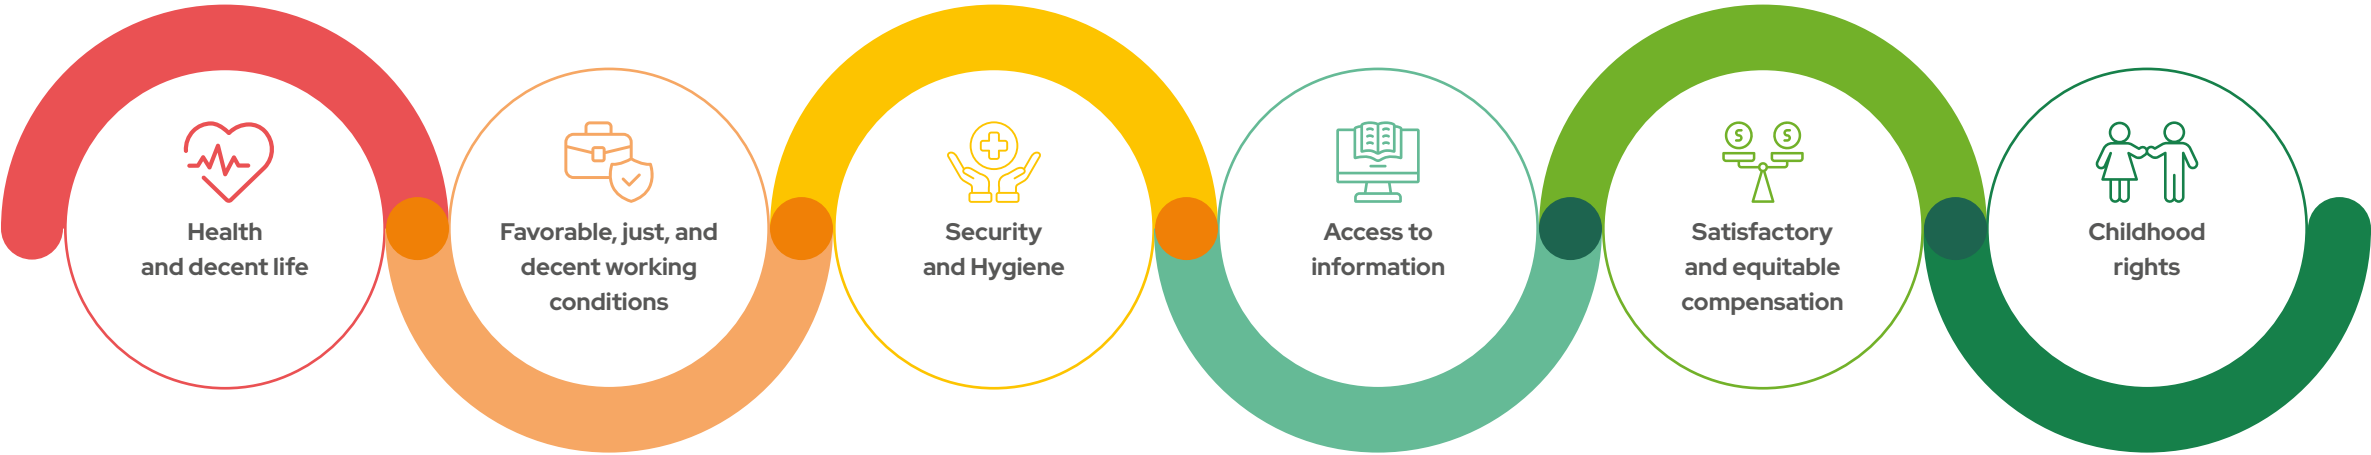 Health
and decent life
Favorable, just, and
decent working
conditions
Security
and Hygiene
Access to
information
S S
Satisfactory
and equitable
compensation
Childhood
rights